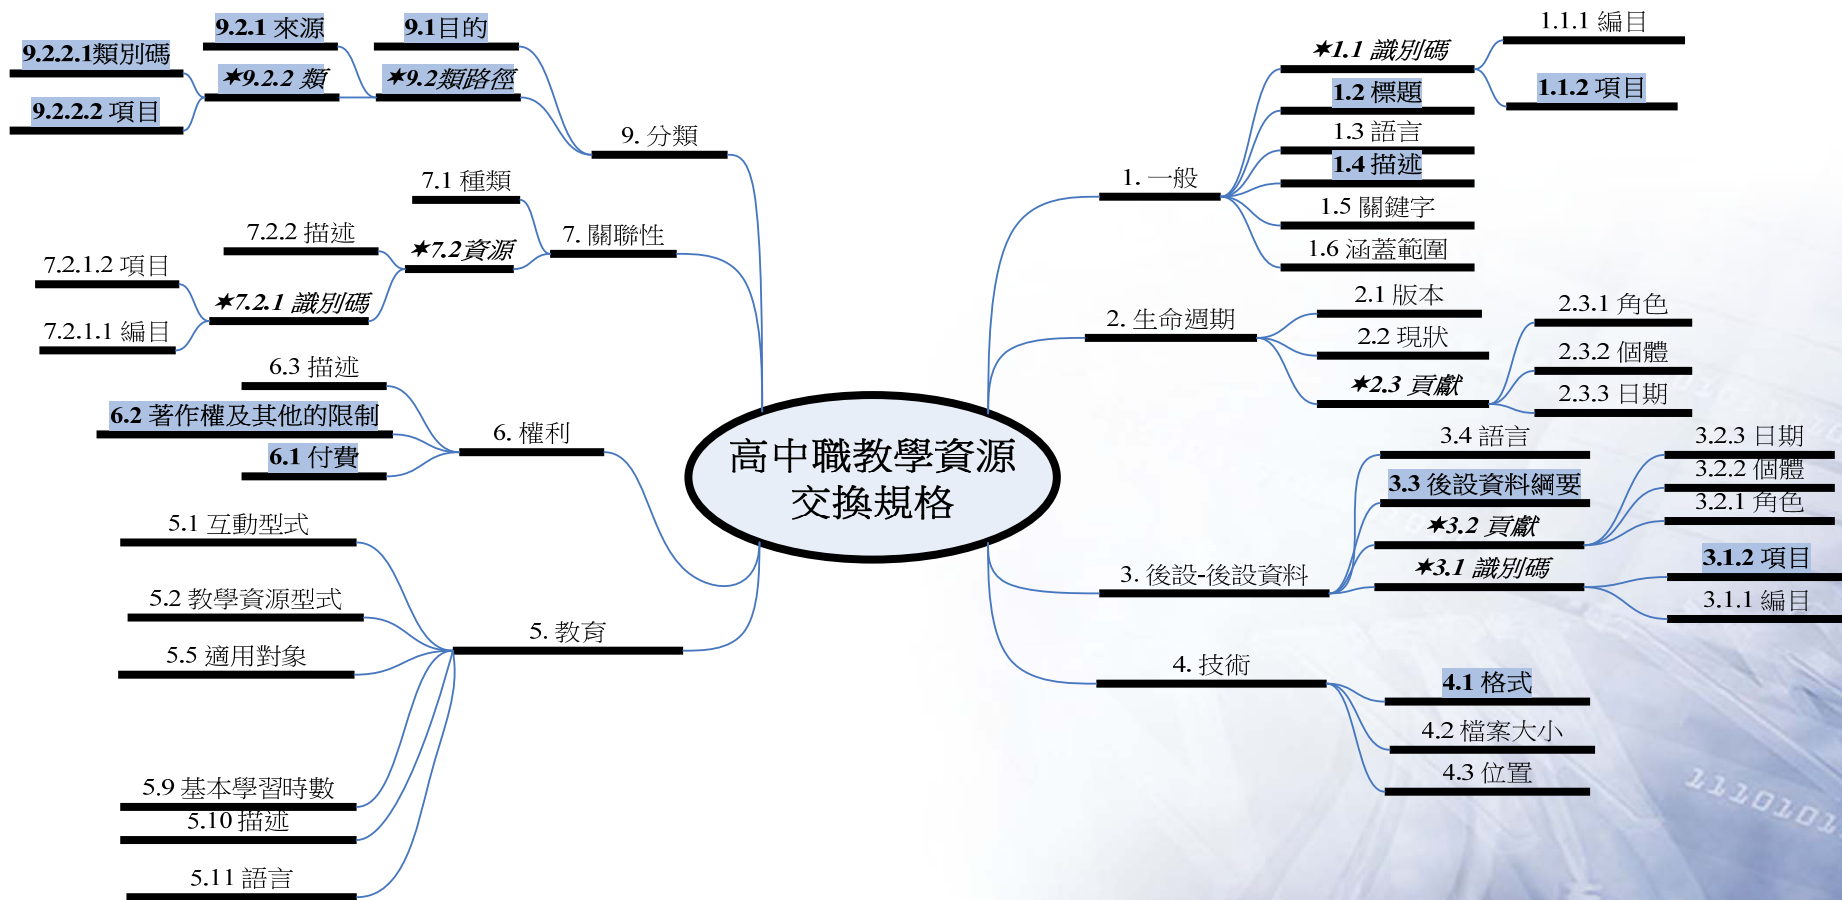 高中職教學資源
交換規格
1. 一般
★1.1 識別碼
1.1.1 編目
1.1.2 項目
1.2 標題
1.3 語言
1.4 描述
1.5 關鍵字
1.6 涵蓋範圍
2. 生命週期
2.1 版本
2.2 現狀
★2.3 貢獻
2.3.1 角色
2.3.2 個體
2.3.3 日期
3. 後設-後設資料
3.4 語言
3.3 後設資料綱要
★3.2 貢獻
3.2.3 日期
3.2.2 個體
3.2.1 角色
★3.1 識別碼
3.1.2 項目
3.1.1 編目
4. 技術
4.1 格式
4.2 檔案大小
4.3 位置
5. 教育
5.1 互動型式
5.2 教學資源型式
5.5 適用對象
5.9 基本學習時數
5.10 描述
5.11 語言
6. 權利
6.3 描述
6.2 著作權及其他的限制
6.1 付費
7. 關聯性
7.1 種類
★7.2資源
7.2.2 描述
★7.2.1 識別碼
7.2.1.2 項目
7.2.1.1 編目
9. 分類
9.1目的
★9.2類路徑
9.2.1 來源
★9.2.2 類
9.2.2.1類別碼
9.2.2.2 項目